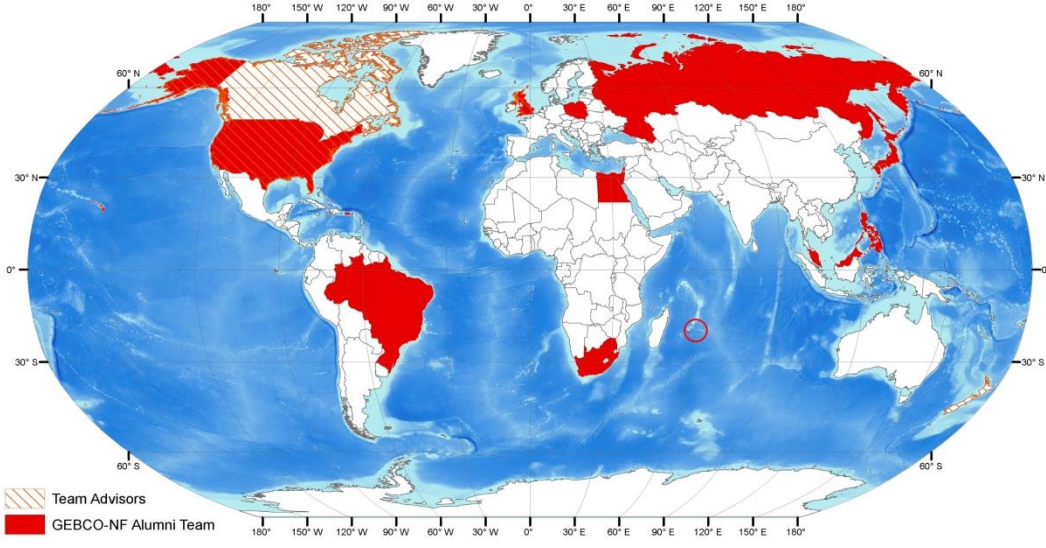 180° 150° W 120° W 90° W 60° W 30° W 0° 30° E 60° E 90° E 120° E 150° E 180°
60° N 60° N
30° N 30° N
0° 0°
30° S 30° S
60° S 60° S
Team Advisors
GEBCO-NF Alumni Team
180° 150° W 120° W 90° W 60° W 30° W 0° 30° E 60° E 90° E 120° E 150° E 180°